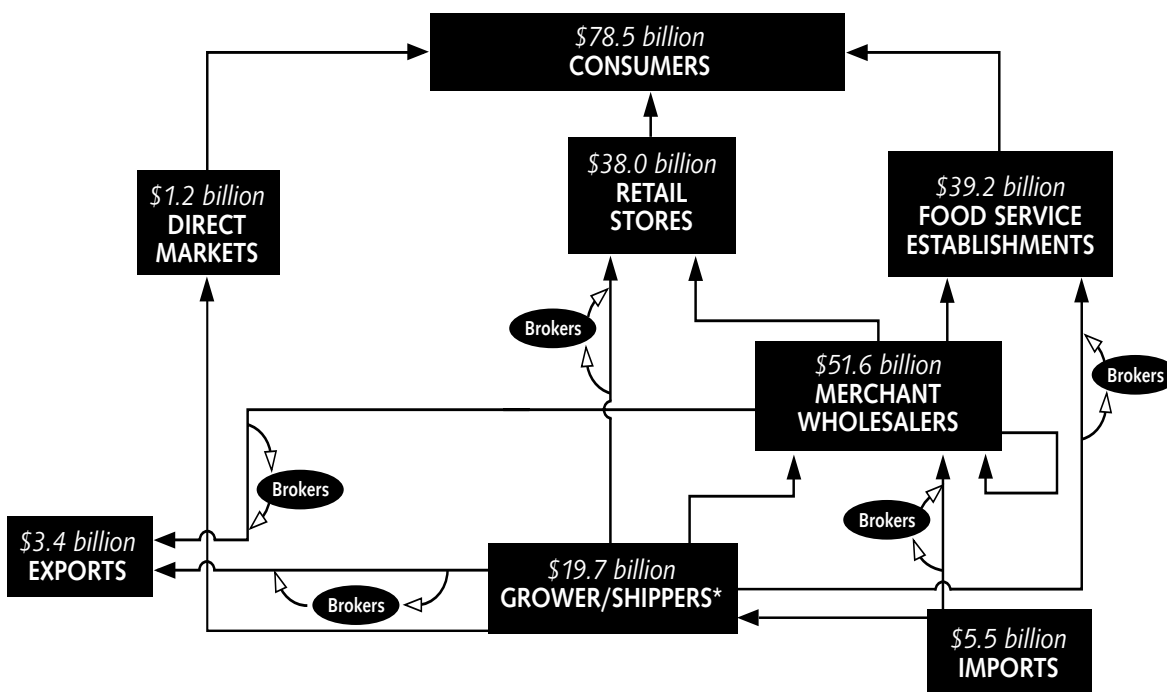 $78.5 billion
CONSUMERS
$38.0 billion
RETAIL
STORES
$39.2 billion
FOOD SERVICE
ESTABLISHMENTS
$1.2 billion
DIRECT
MARKETS
Brokers
$51.6 billion
MERCHANT
WHOLESALERS
Brokers
Brokers
Brokers
$3.4 billion
EXPORTS
$19.7 billion
GROWER/SHIPPERS*
Brokers
$5.5 billion
IMPORTS